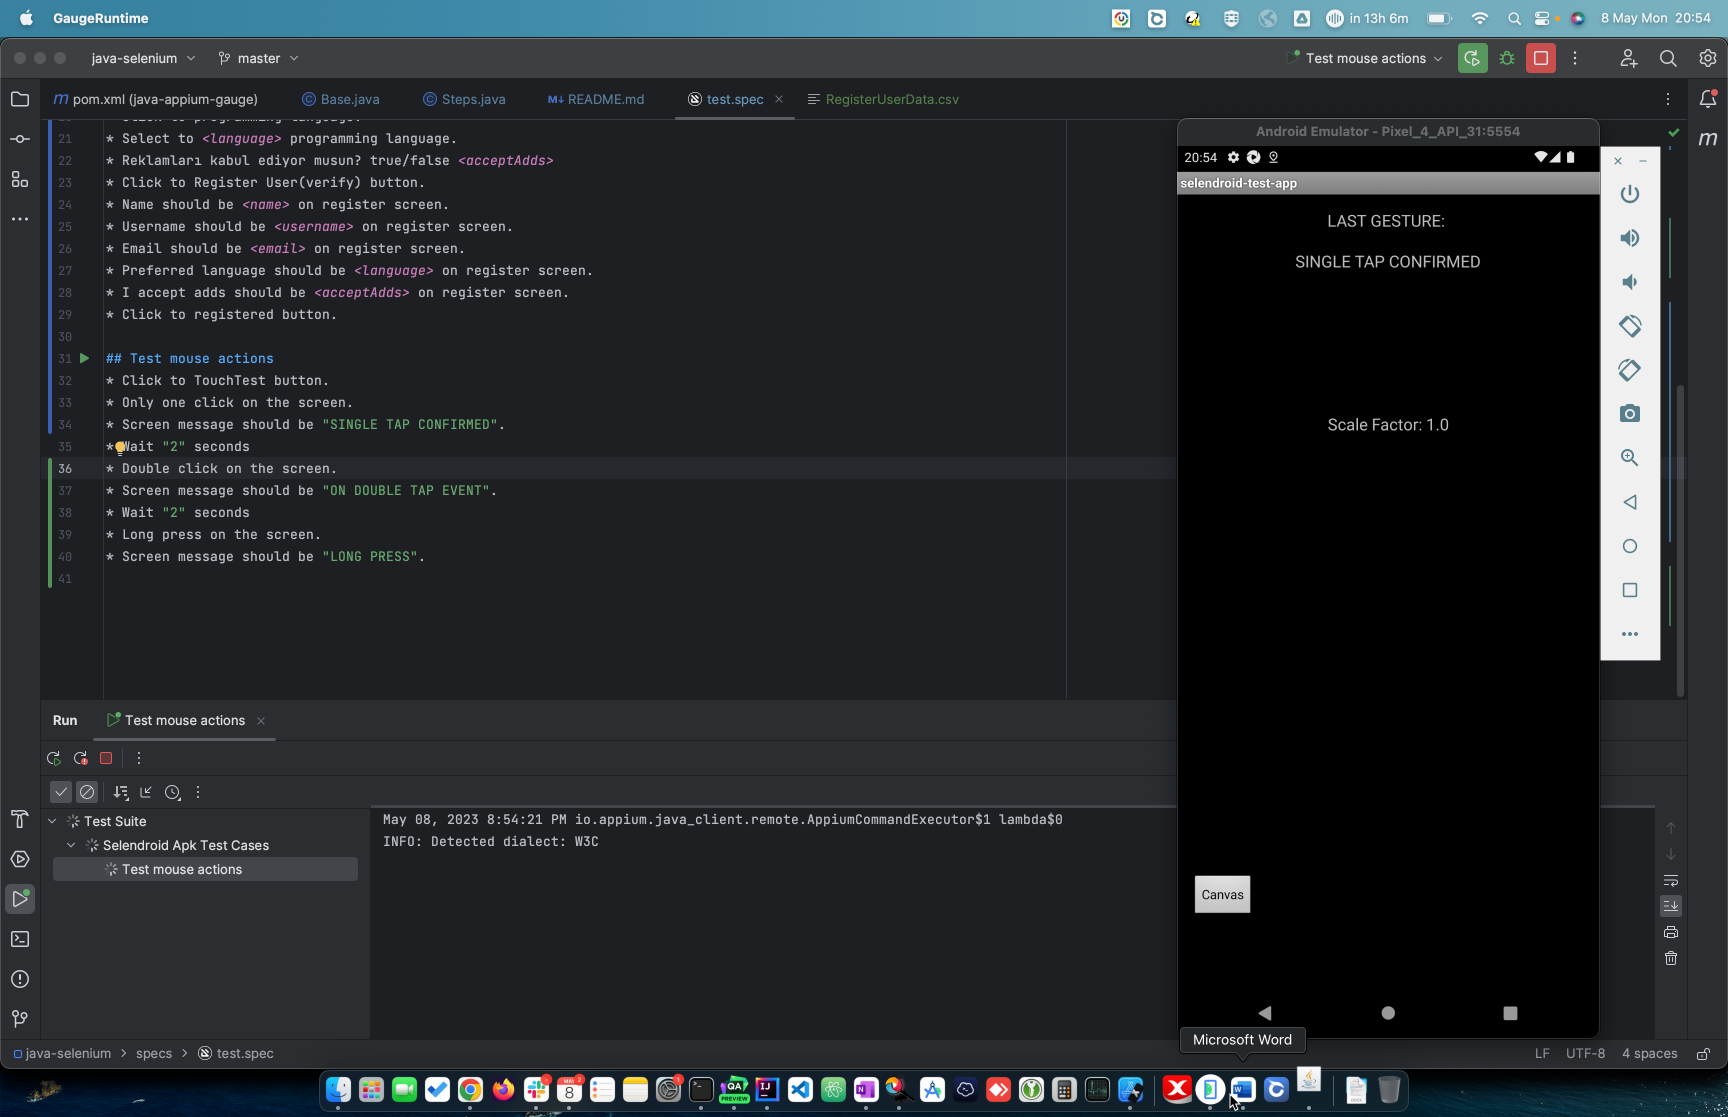 GaugeRuntime
in 13h 6m
8 May Mon 20:54
java-selenium
master
Test mouse actions
m pom.xml (java-appium-gauge)
Base.java
Steps.java
M↓ README.md
test.spec
RegisterUserData.csv
21 * Select to <language> programming language.
22 * Reklamları kabul ediyor musun? true/false <acceptAdds>
23 * Click to Register User(verify) button.
24 * Name should be <name> on register screen.
25 * Username should be <username> on register screen.
26 * Email should be <email> on register screen.
27 * Preferred language should be <language> on register screen.
28 * I accept adds should be <acceptAdds> on register screen.
29 * Click to registered button.
30
31 ## Test mouse actions
32 * Click to TouchTest button.
33 * Only one click on the screen.
34 * Screen message should be "SINGLE TAP CONFIRMED".
35 * Wait "2" seconds
36 * Double click on the screen.
37 * Screen message should be "ON DOUBLE TAP EVENT".
38 * Wait "2" seconds
39 * Long press on the screen.
40 * Screen message should be "LONG PRESS".
41
Android Emulator - Pixel_4_API_31:5554
20:54
selendroid-test-app
LAST GESTURE:
SINGLE TAP CONFIRMED
Scale Factor: 1.0
Canvas
Run
Test mouse actions
Test Suite
Selendroid Apk Test Cases
Test mouse actions
May 08, 2023 8:54:21 PM io.appium.java_client.remote.AppiumCommandExecutor$1 lambda$0
INFO: Detected dialect: W3C
java-selenium > specs > test.spec
LF UTF-8 4 spaces
Microsoft Word